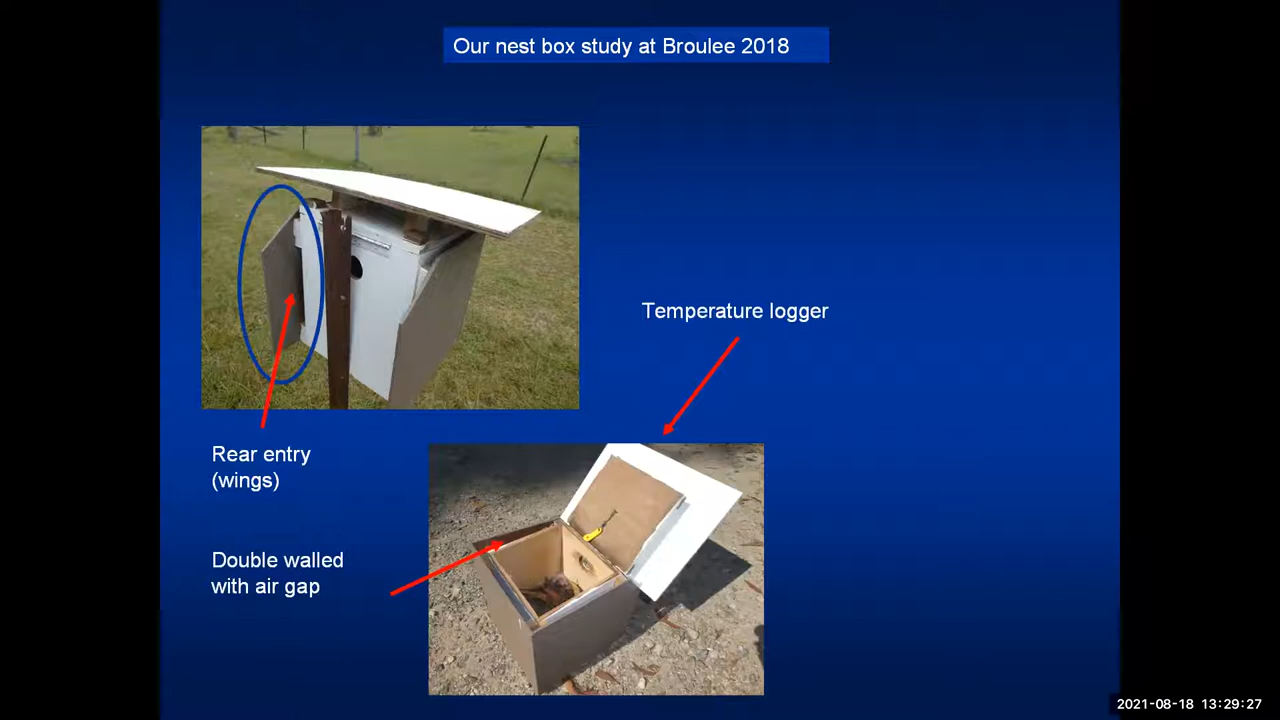 Our nest box study at Broulee 2018
Temperature logger
Rear entry
(wings)
Double walled
with air gap
2021-08-18 13:29:27